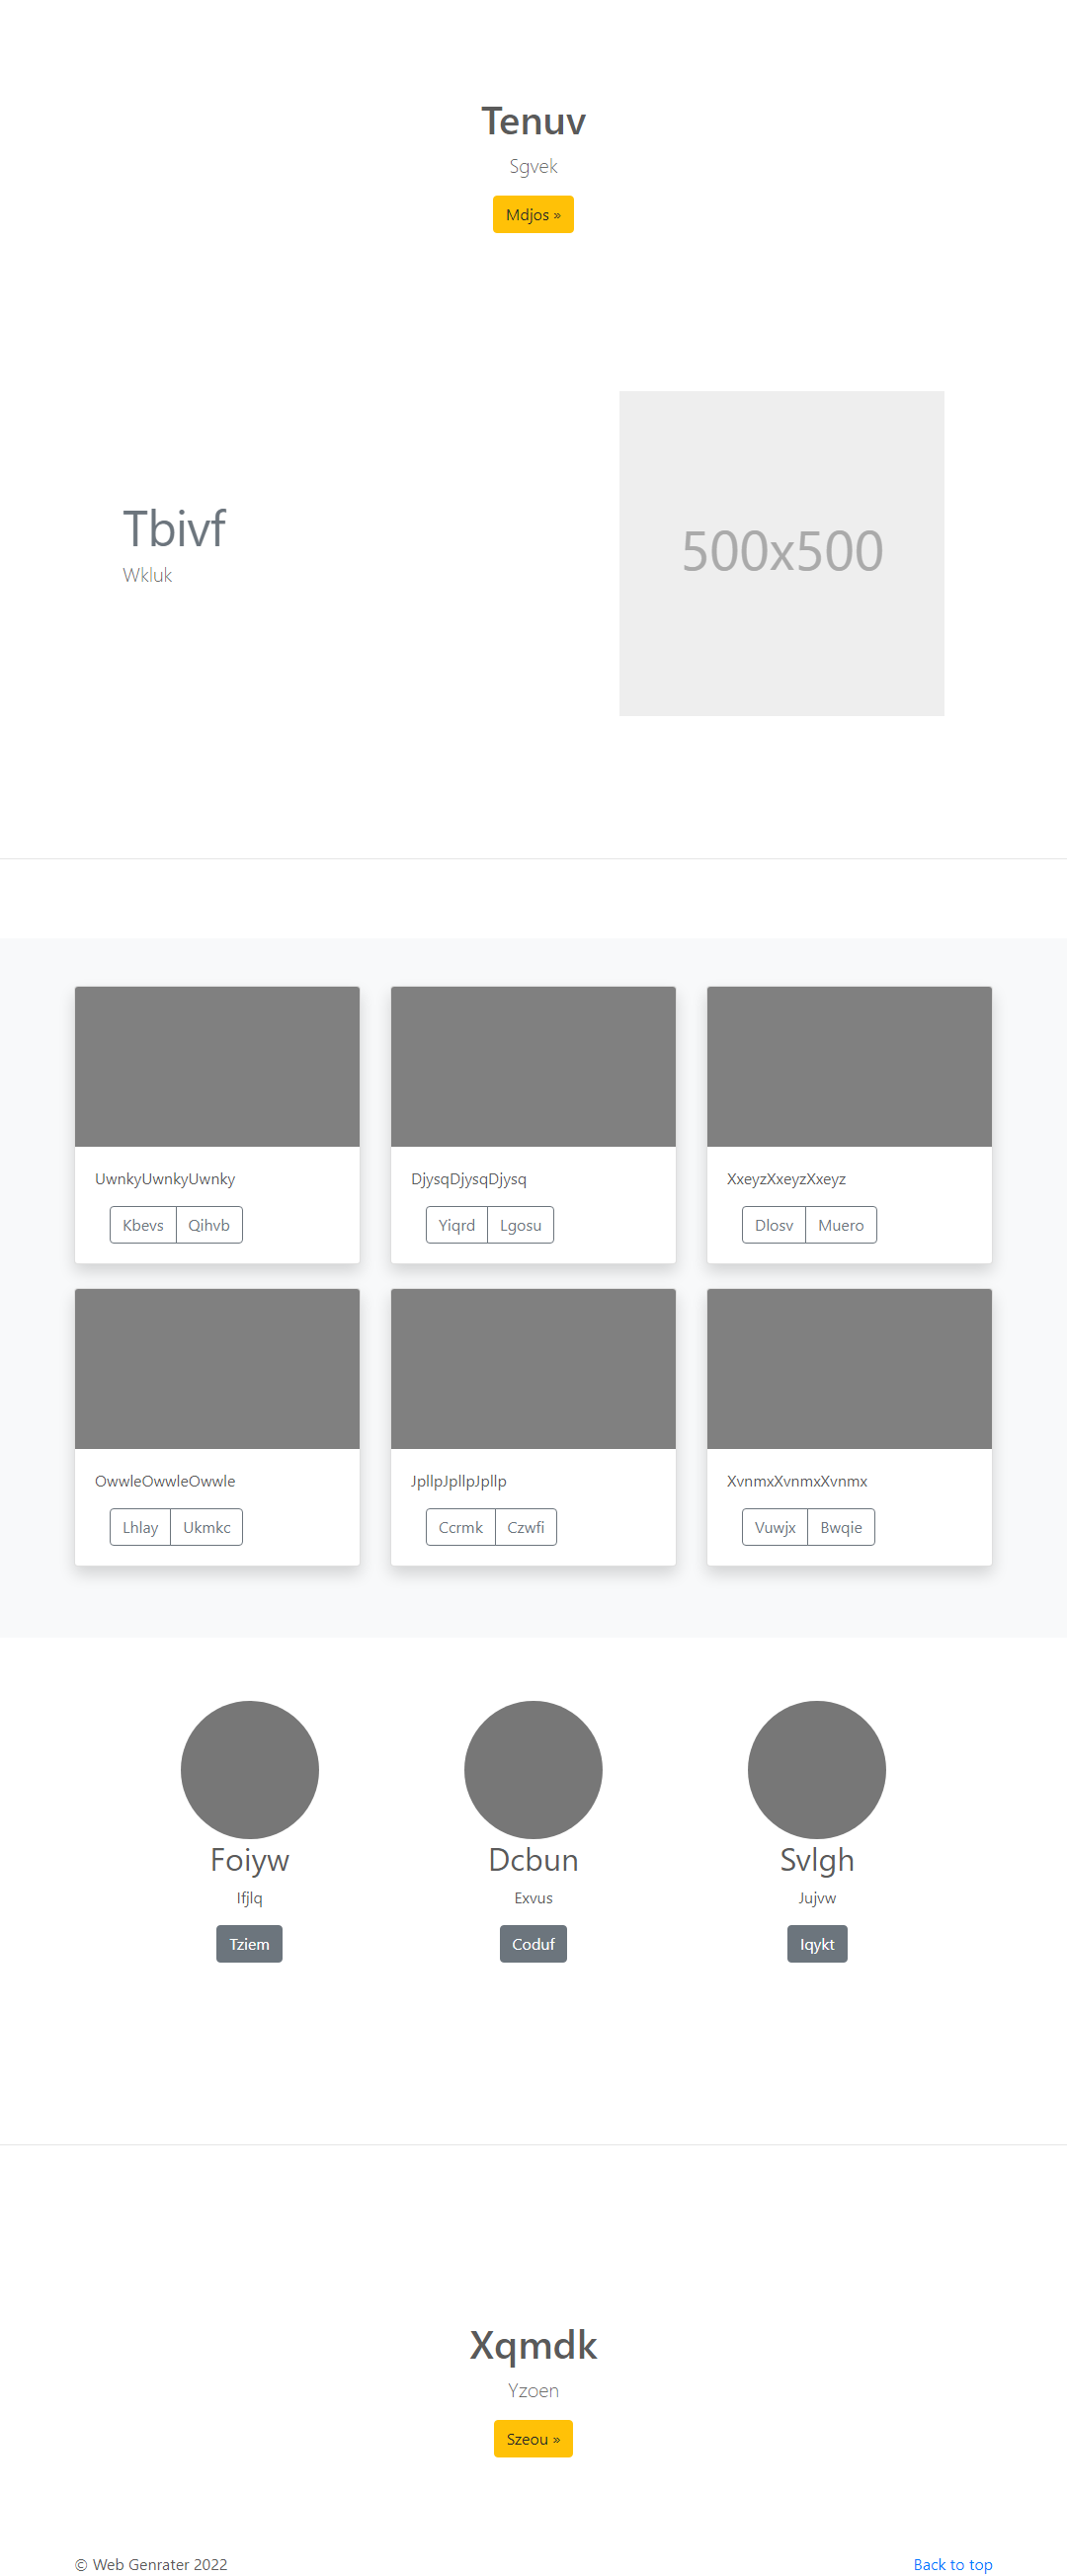 Tenuv
Sgvek
Mdjos »
Tbivf
Wkluk
500x500
UwnkyUwnkyUwnky
Kbevs Qihvb
DjysqDjysqDjysq
Yiqrd Lgosu
XxeyzXxeyzXxeyz
Dlosv Muero
OwwleOwwleOwwle
Lhlay Ukmkc
JpllpJpllpJpllp
Ccrmk Czwfi
XvnmxXvnmxXvnmx
Vuwjx Bwqie
Foiyw
Ifjlq
Tziem
Dcbun
Exvus
Coduf
Svlgh
Jujvw
Iqykt
Xqmdk
Yzoen
Szeou »
© Web Genrater 2022
Back to top